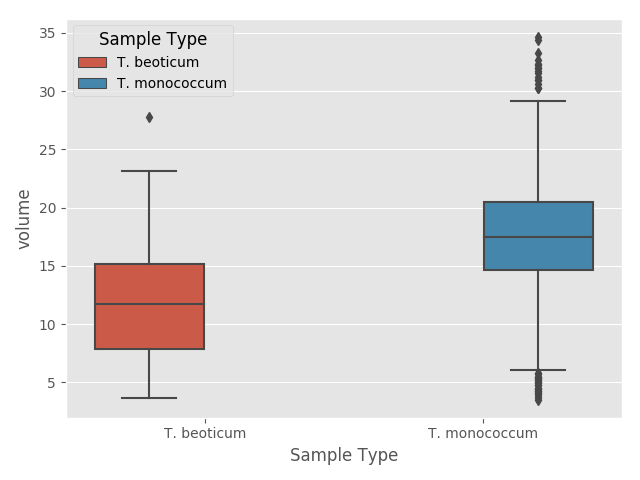 Sample Type
T. beoticum
T. monococcum
35
30
25
20
15
10
5
volume
T. beoticum
T. monococcum
Sample Type